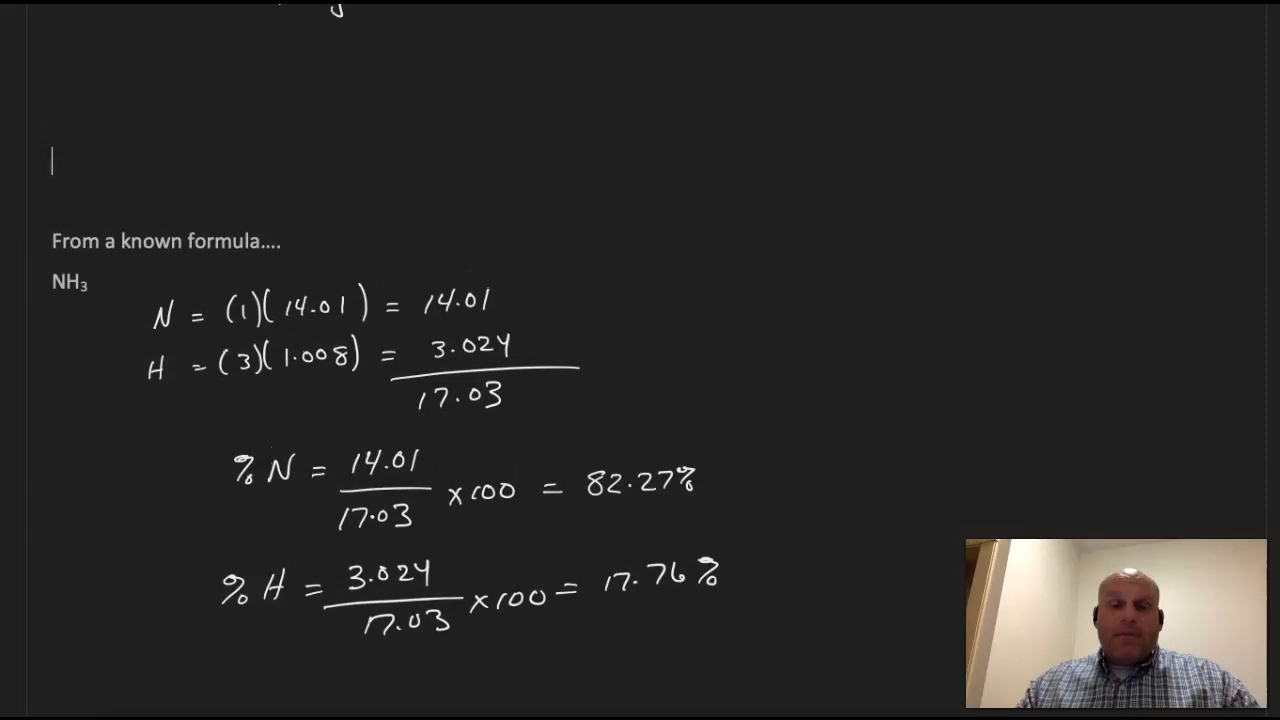 From a known formula....
NH₃
N = (1)(14.01) = 14.01
H = (3)(1.008) = 3.024
17.03
% N = 14.01/17.03 x100 = 82.27%
% H = 3.024/17.03 x100 = 17.76%